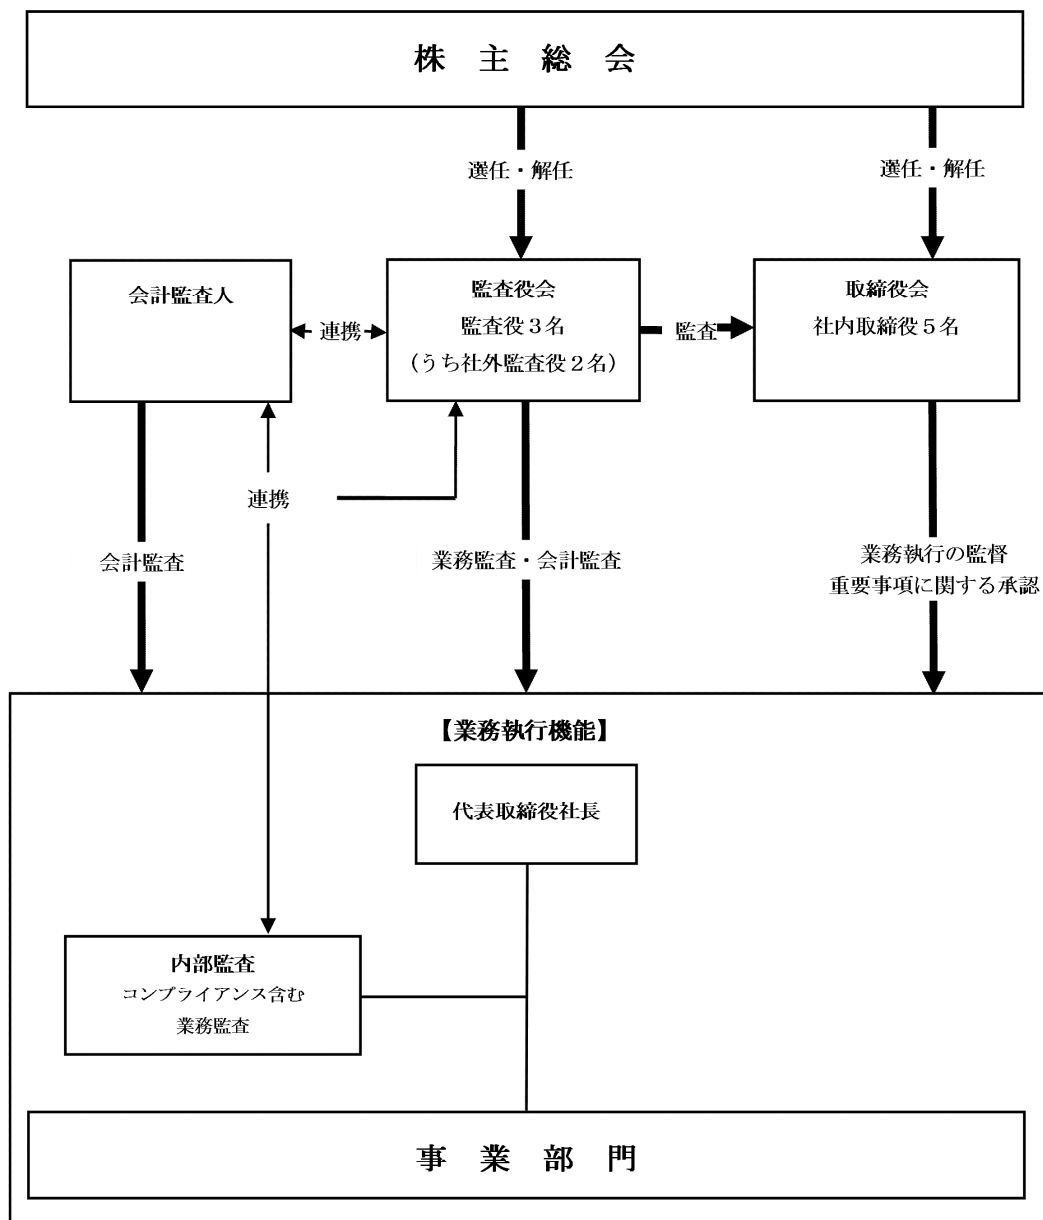 株 主 総 会
選任・解任
選任・解任
会計監査人
連携
監査役会
監査役３名
（うち社外監査役２名）
監査
取締役会
社内取締役５名
連携
会計監査
業務監査・会計監査
業務執行の監督
重要事項に関する承認
【業務執行機能】
代表取締役社長
内部監査
コンプライアンス含む
業務監査
事 業 部 門